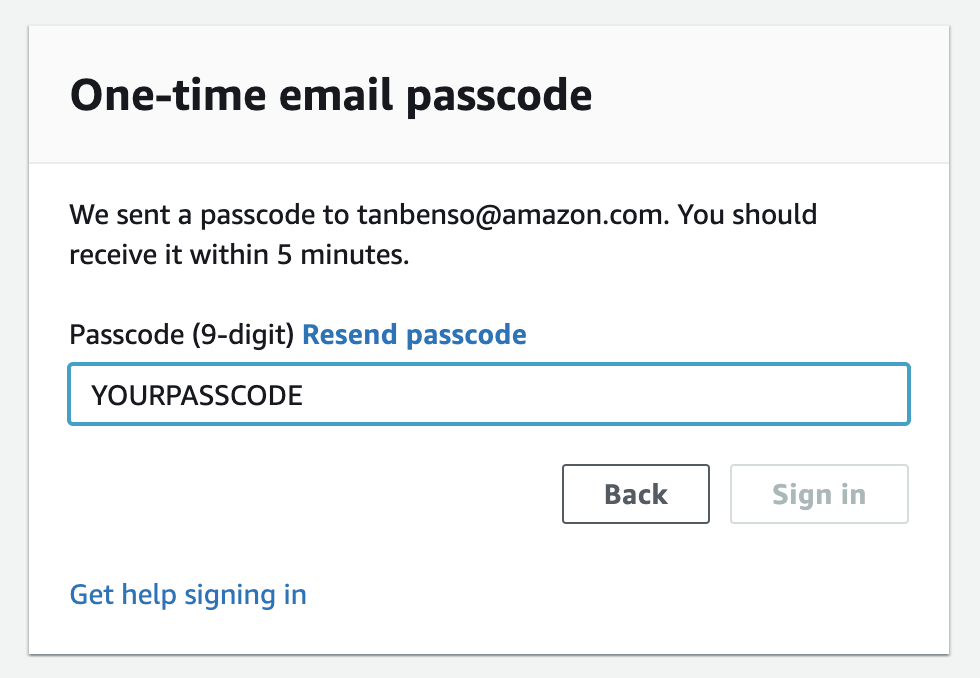 One-time email passcode
We sent a passcode to tanbenso@amazon.com. You should
receive it within 5 minutes.
Passcode (9-digit) Resend passcode
YOURPASSCODE
Back Sign in
Get help signing in